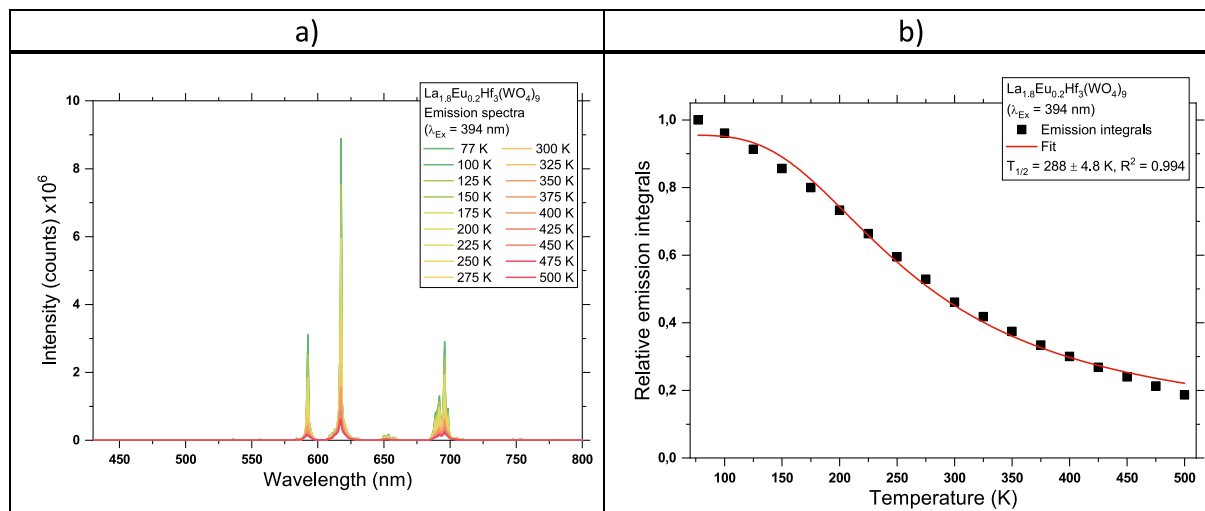 a)
b)
La1.8Eu0.2Hf3(WO4)9
Emission spectra
(λEx = 394 nm)
77 K 300 K
100 K 325 K
125 K 350 K
150 K 375 K
175 K 400 K
200 K 425 K
225 K 450 K
250 K 475 K
275 K 500 K
Intensity (counts) x10^6
10
8
6
4
2
0
450 500 550 600 650 700 750 800
Wavelength (nm)
La1.8Eu0.2Hf3(WO4)9
(λEx = 394 nm)
Emission integrals
Fit
T1/2 = 288 ± 4.8 K, R² = 0.994
Relative emission integrals
1,0
0,8
0,6
0,4
0,2
0,0
100 150 200 250 300 350 400 450 500
Temperature (K)